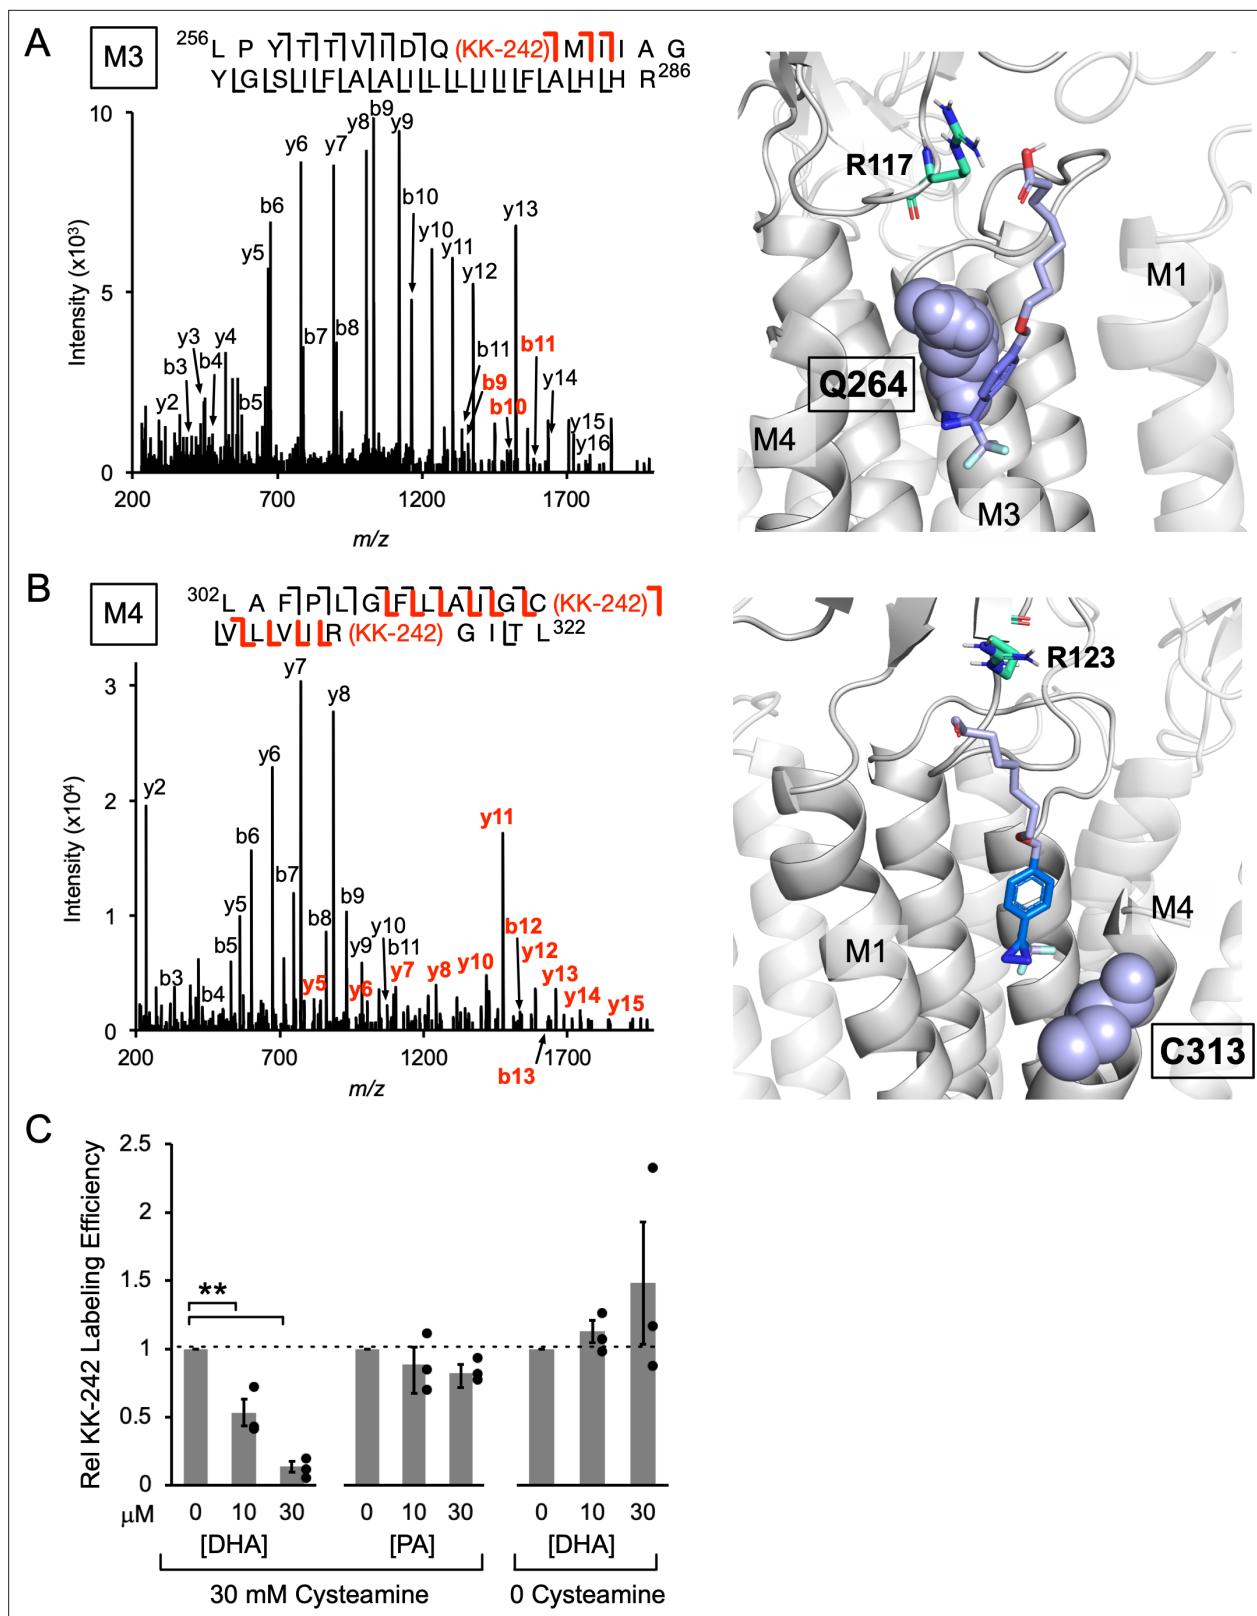 A
M3
256L P Y T T V I D Q (KK-242) M I I A G
Y G S I F A A I L L I I F A H H R286
10
5
0
Intensity (x10³)
y2
b3
y3
b4
y4
b5
y5
b6
y6
b7
y7
b8
y8
b9
y9
b10
y10
y11
y12
b11
b9
b10
y13
b11
y14
y15
y16
200
700
1200
1700
m/z
R117
M1
Q264
M4
M3
B
M4
302L A F P L G F L A I G C (KK-242)
V L V I R (KK-242) G I T L322
3
2
1
0
Intensity (x10⁴)
y2
b3
b4
b5
y5
b6
y6
b7
y7
y5
b8
y8
b9
y6
y9
y10
b11
y7
y8
y10
y11
b12
y12
b13
y13
y14
y15
200
700
1200
1700
m/z
R123
M1
M4
C313
C
Rel KK-242 Labeling Efficiency
2.5
2
1.5
1
0.5
0
**
μM
0 10 30
0 10 30
0 10 30
[DHA]
[PA]
[DHA]
30 mM Cysteamine
0 Cysteamine